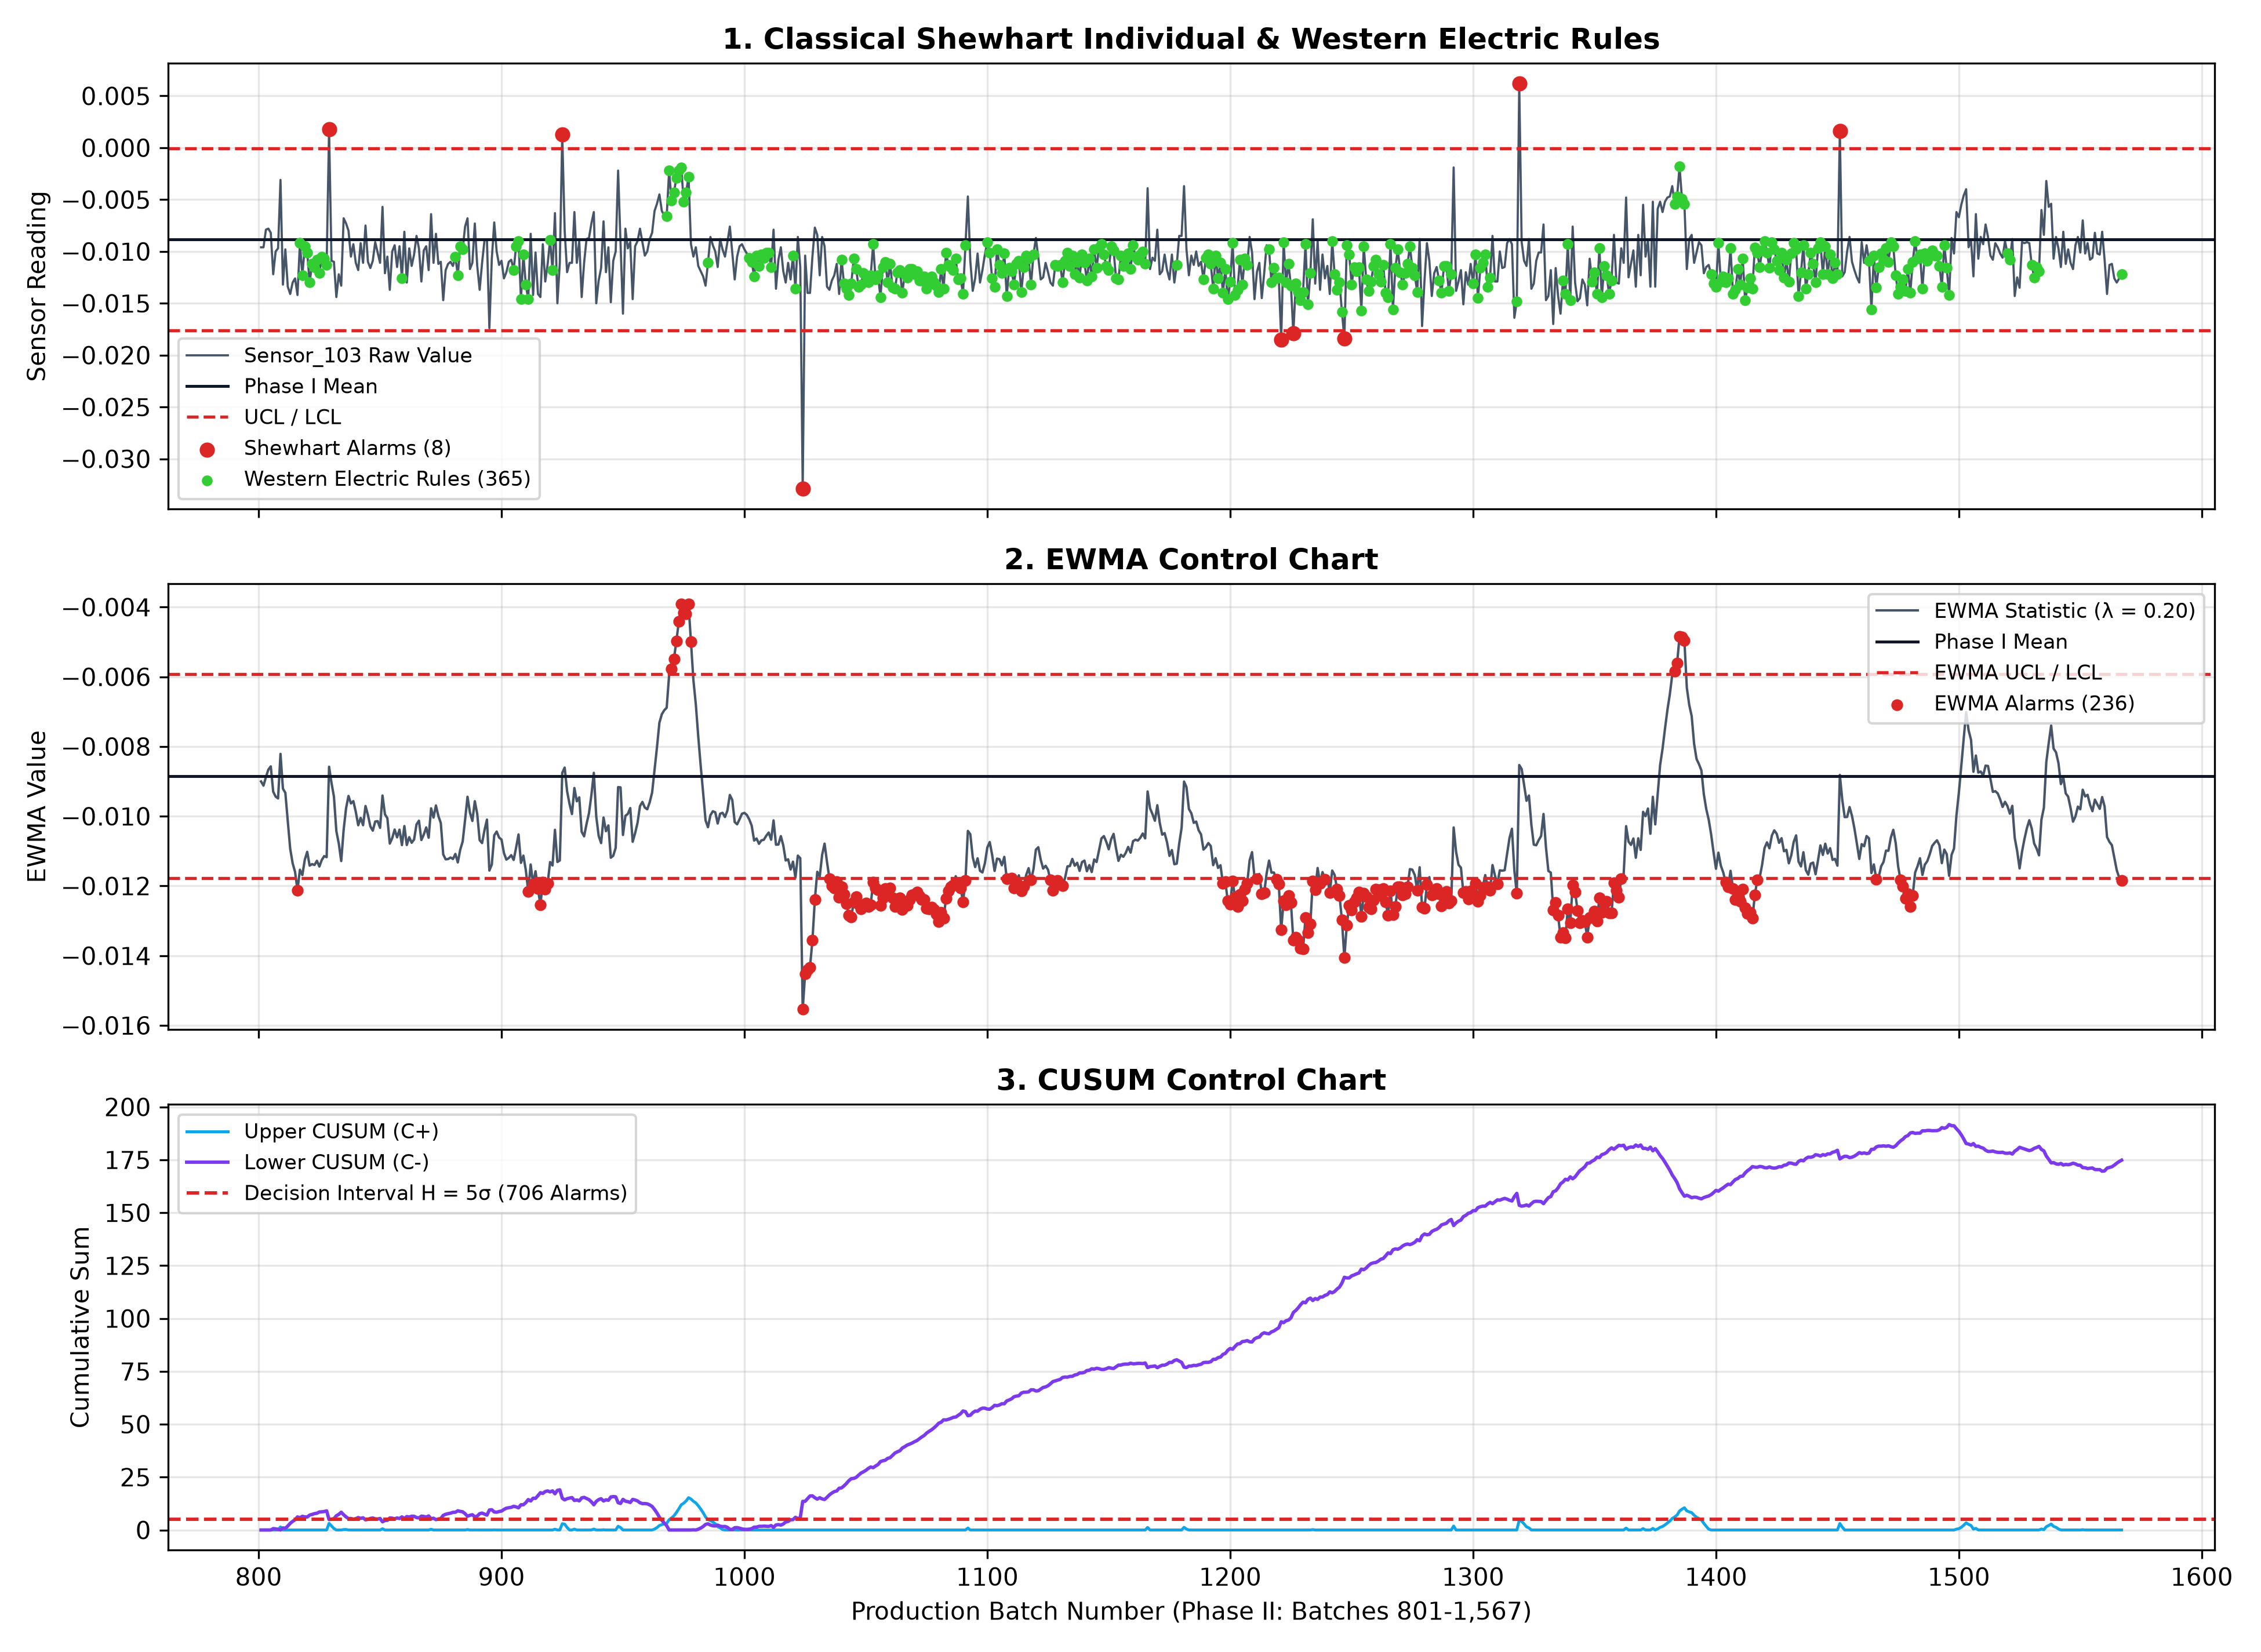 1. Classical Shewhart Individual & Western Electric Rules
Sensor Reading
0.005
0.000
−0.005
−0.010
−0.015
−0.020
−0.025
−0.030
Sensor_103 Raw Value
Phase I Mean
UCL / LCL
Shewhart Alarms (8)
Western Electric Rules (365)
2. EWMA Control Chart
EWMA Value
−0.004
−0.006
−0.008
−0.010
−0.012
−0.014
−0.016
EWMA Statistic (λ = 0.20)
Phase I Mean
EWMA UCL / LCL
EWMA Alarms (236)
3. CUSUM Control Chart
Cumulative Sum
200
175
150
125
100
75
50
25
0
Upper CUSUM (C+)
Lower CUSUM (C-)
Decision Interval H = 5σ (706 Alarms)
800 900 1000 1100 1200 1300 1400 1500 1600
Production Batch Number (Phase II: Batches 801-1,567)